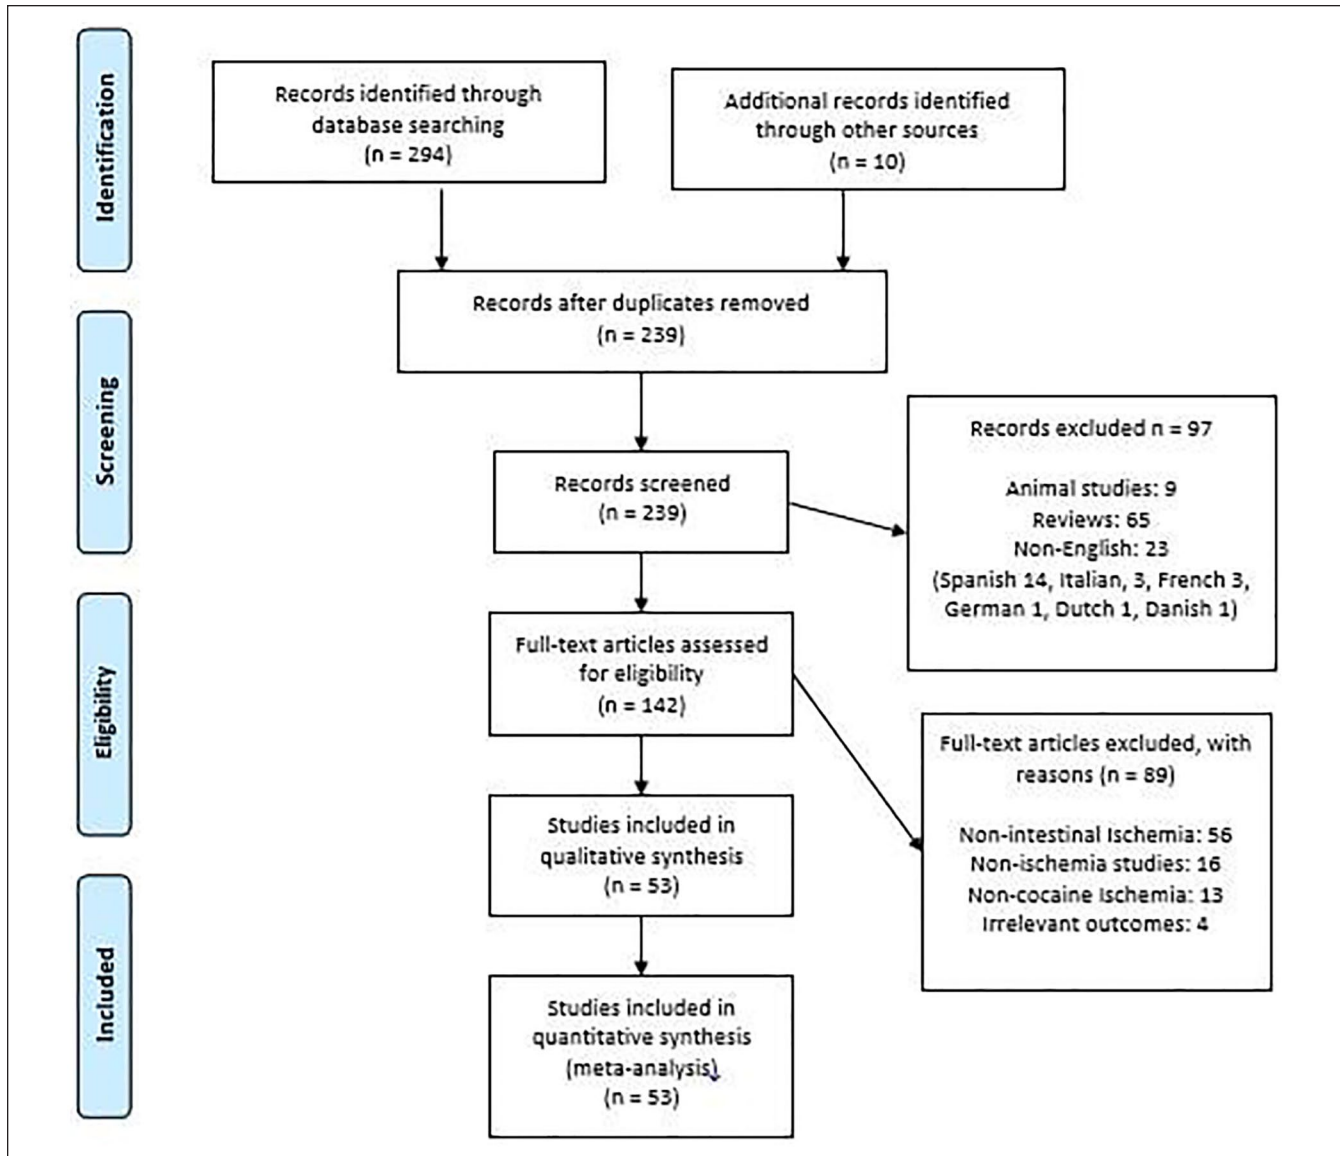 Identification
Records identified through
database searching
(n = 294)
Additional records identified
through other sources
(n = 10)
Records after duplicates removed
(n = 239)
Screening
Records screened
(n = 239)
Records excluded n = 97
Animal studies: 9
Reviews: 65
Non-English: 23
(Spanish 14, Italian, 3, French 3,
German 1, Dutch 1, Danish 1)
Eligibility
Full-text articles assessed
for eligibility
(n = 142)
Full-text articles excluded, with
reasons (n = 89)
Non-intestinal Ischemia: 56
Non-ischemia studies: 16
Non-cocaine Ischemia: 13
Irrelevant outcomes: 4
Studies included in
qualitative synthesis
(n = 53)
Included
Studies included in
quantitative synthesis
(meta-analysis)
(n = 53)